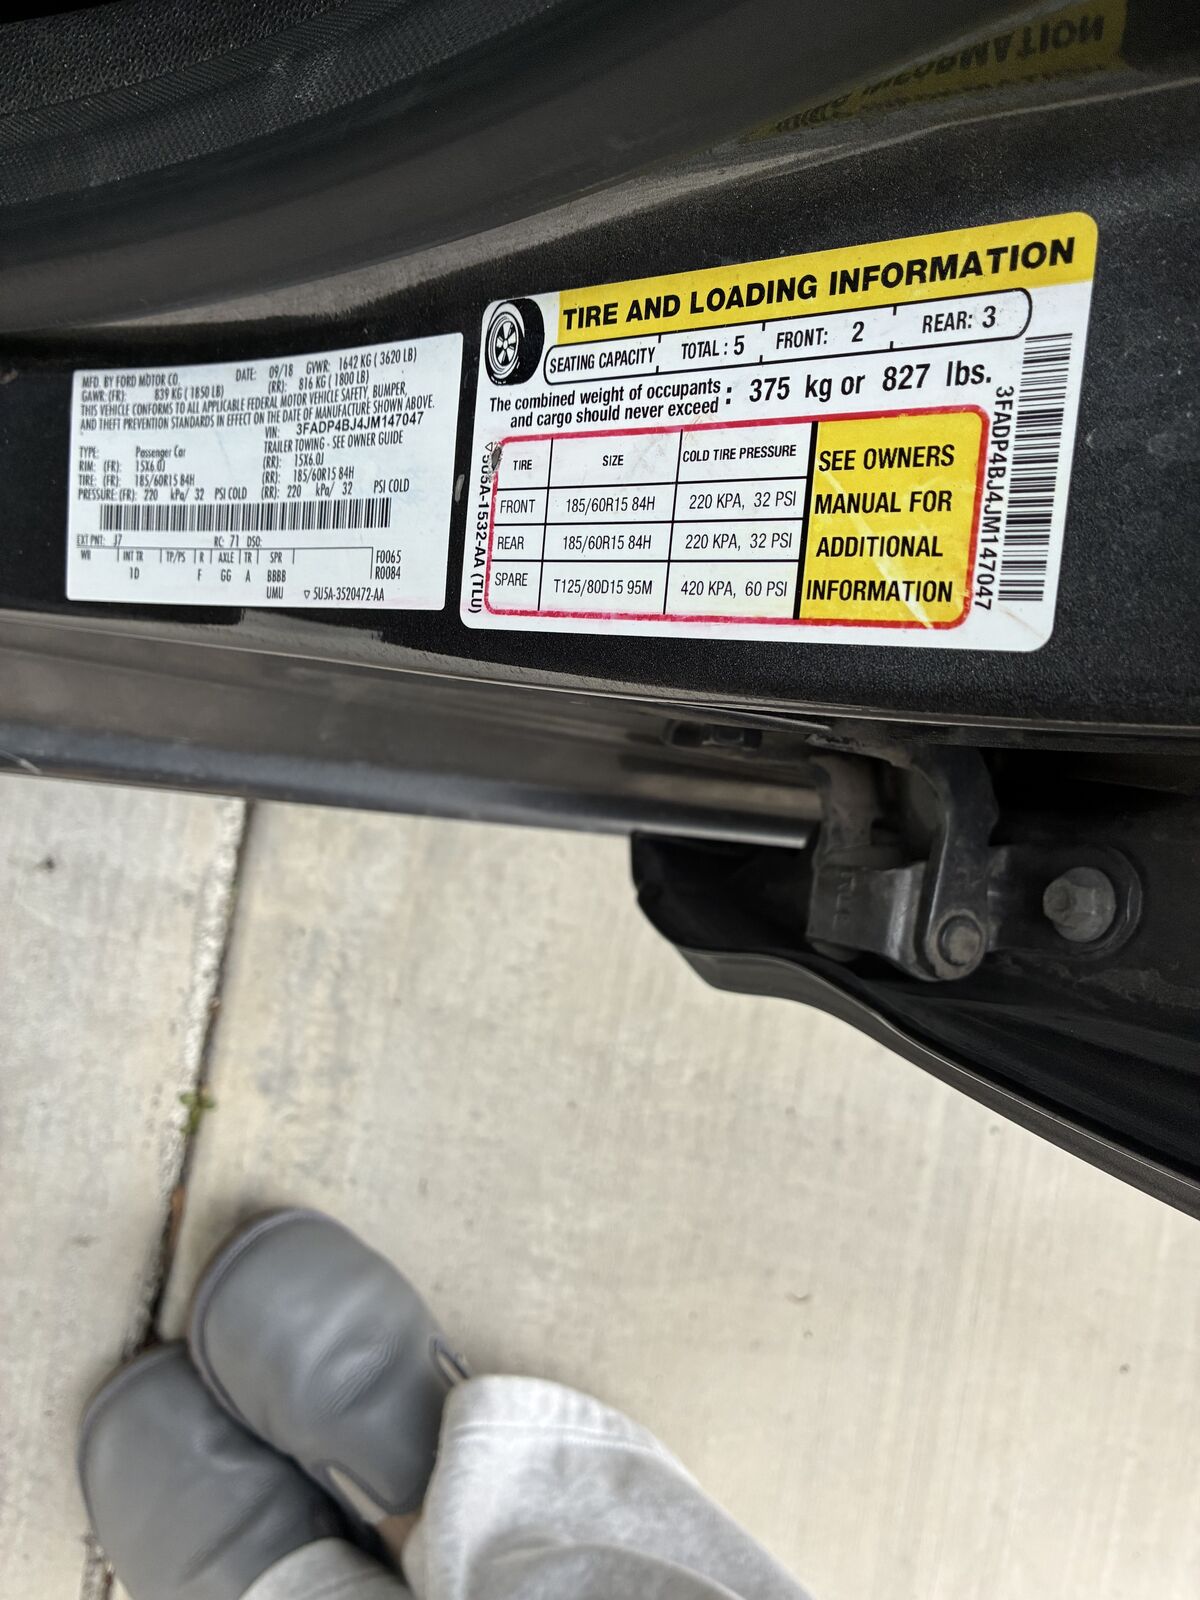 MFD. BY FORD MOTOR CO.
DATE: 09/18 GVWR: 1642 KG ( 3620 LB)
GAWR: (FR): 839 KG ( 1850 LB) (RR): 816 KG ( 1800 LB)
THIS VEHICLE CONFORMS TO ALL APPLICABLE FEDERAL MOTOR VEHICLE SAFETY, BUMPER,
AND THEFT PREVENTION STANDARDS IN EFFECT ON THE DATE OF MANUFACTURE SHOWN ABOVE.
VIN: 3FADP4BJ4JM147047
TYPE: Passenger Car TRAILER TOWING - SEE OWNER GUIDE
RIM: (FR): 15X6.0J (RR): 15X6.0J
TIRE: (FR): 185/60R15 84H (RR): 185/60R15 84H
PRESSURE: (FR): 220 kPa/ 32 PSI COLD (RR): 220 kPa/ 32 PSI COLD
EXT PNT: 37 RC: 71 DSO:
WB INT TR TP/PS R AXLE TR SPR F0065
1D F GG A BBBB R0084
UMU ▽ 5U5A-3520472-AA
TIRE AND LOADING INFORMATION
SEATING CAPACITY TOTAL : 5 FRONT: 2 REAR: 3
The combined weight of occupants
and cargo should never exceed : 375 kg or 827 lbs.
TIRE SIZE COLD TIRE PRESSURE
FRONT 185/60R15 84H 220 KPA, 32 PSI
REAR 185/60R15 84H 220 KPA, 32 PSI
SPARE T125/80D15 95M 420 KPA, 60 PSI
SEE OWNERS
MANUAL FOR
ADDITIONAL
INFORMATION
▽5U5A-1532-AA (TLU)
3FADP4BJ4JM147047